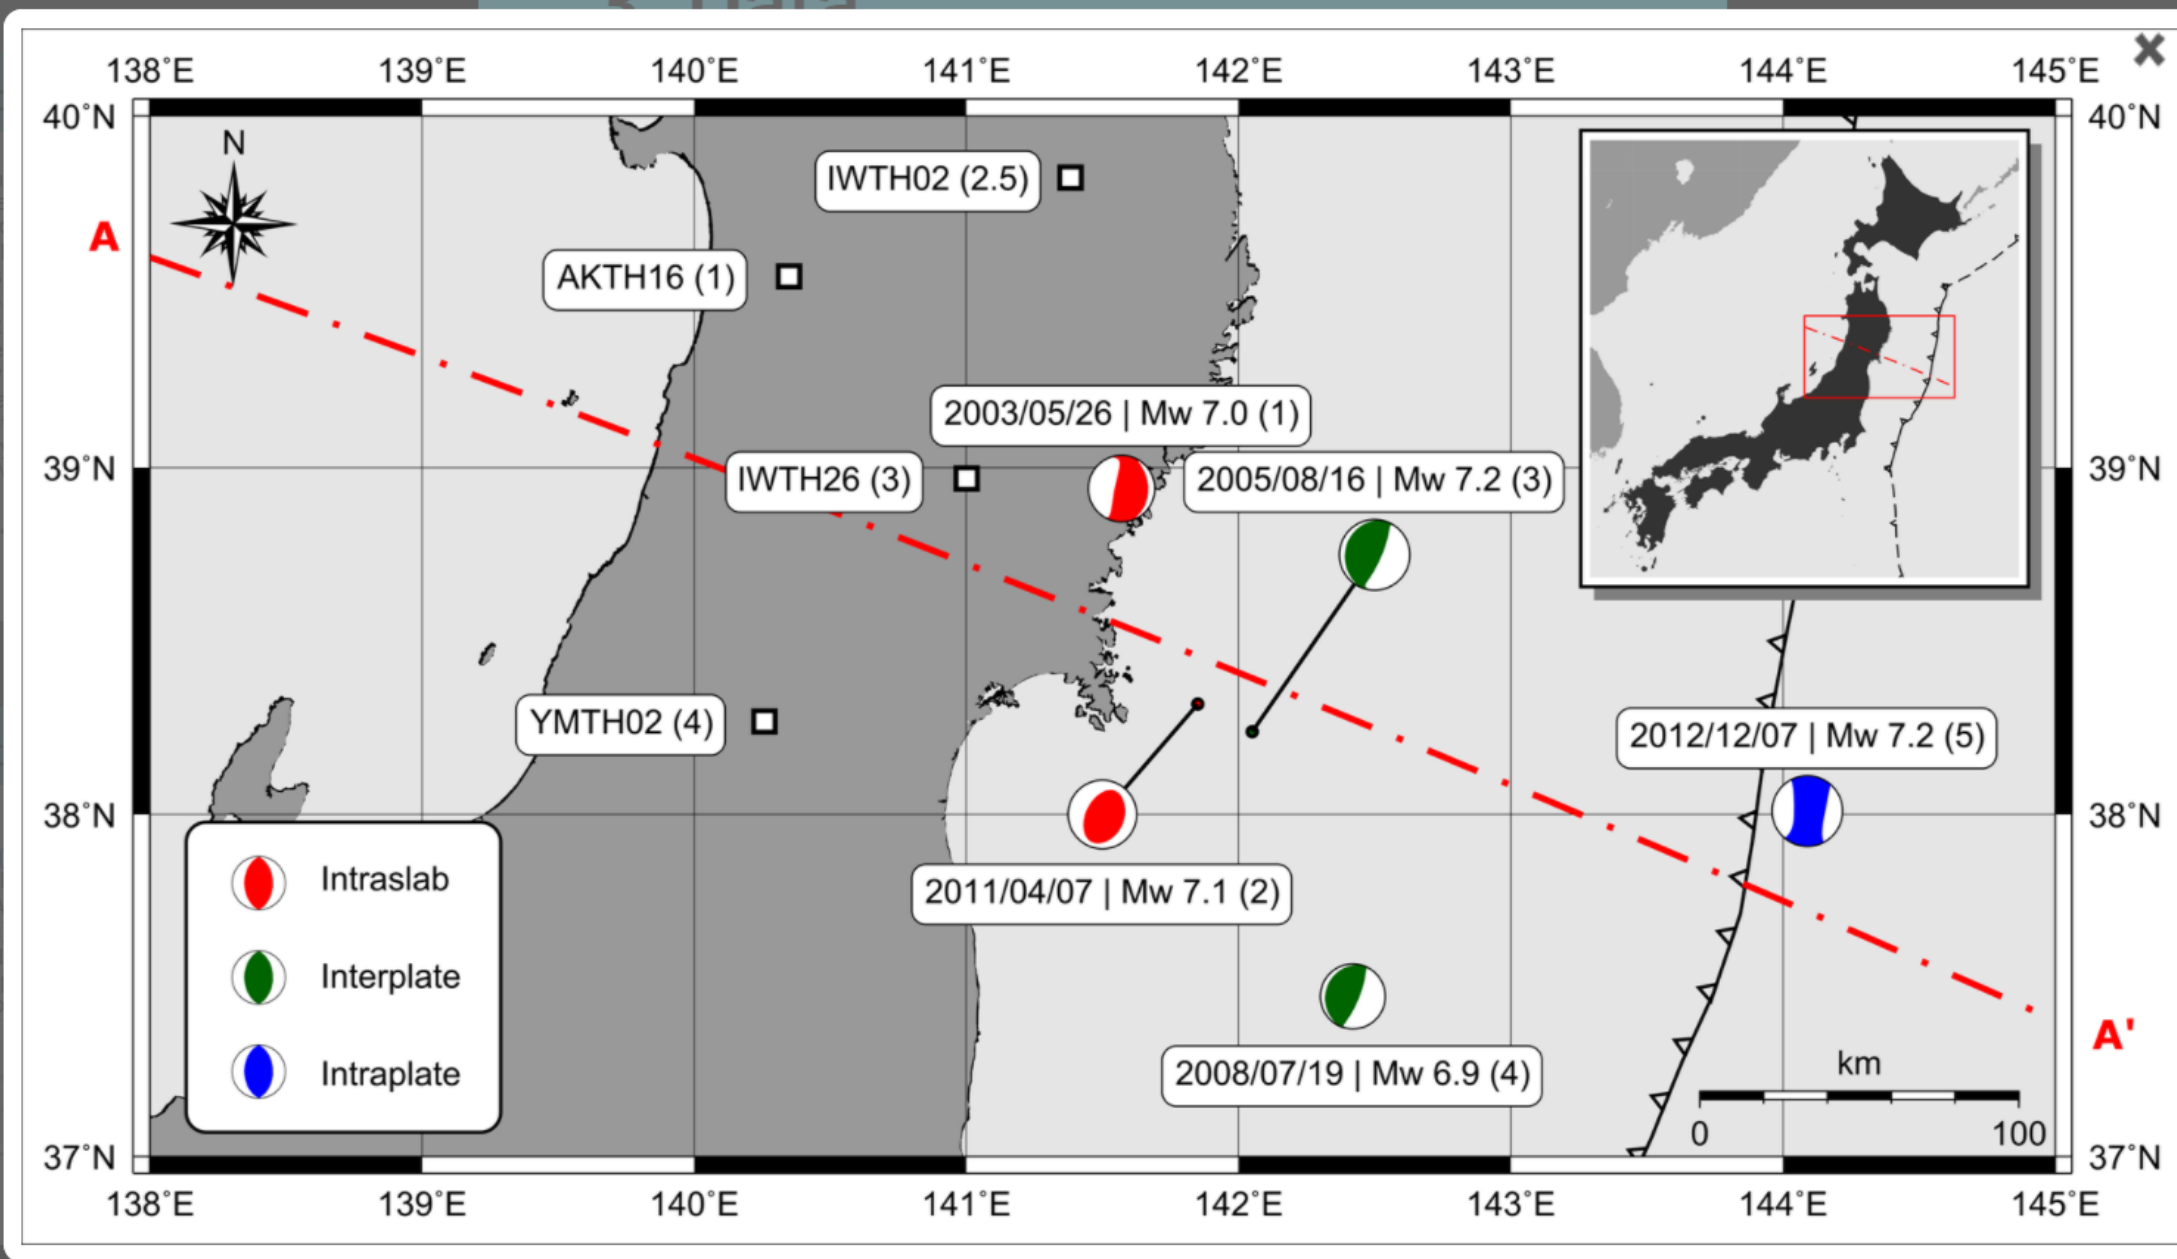 3. Data
138°E 139°E 140°E 141°E 142°E 143°E 144°E 145°E
40°N 40°N
N
IWTH02 (2.5)
A
AKTH16 (1)
2003/05/26 | Mw 7.0 (1)
39°N 39°N
IWTH26 (3)
2005/08/16 | Mw 7.2 (3)
YMTH02 (4)
2012/12/07 | Mw 7.2 (5)
38°N 38°N
Intraslab
2011/04/07 | Mw 7.1 (2)
Interplate
A'
km
Intraplate
2008/07/19 | Mw 6.9 (4)
0 100
37°N 37°N
138°E 139°E 140°E 141°E 142°E 143°E 144°E 145°E